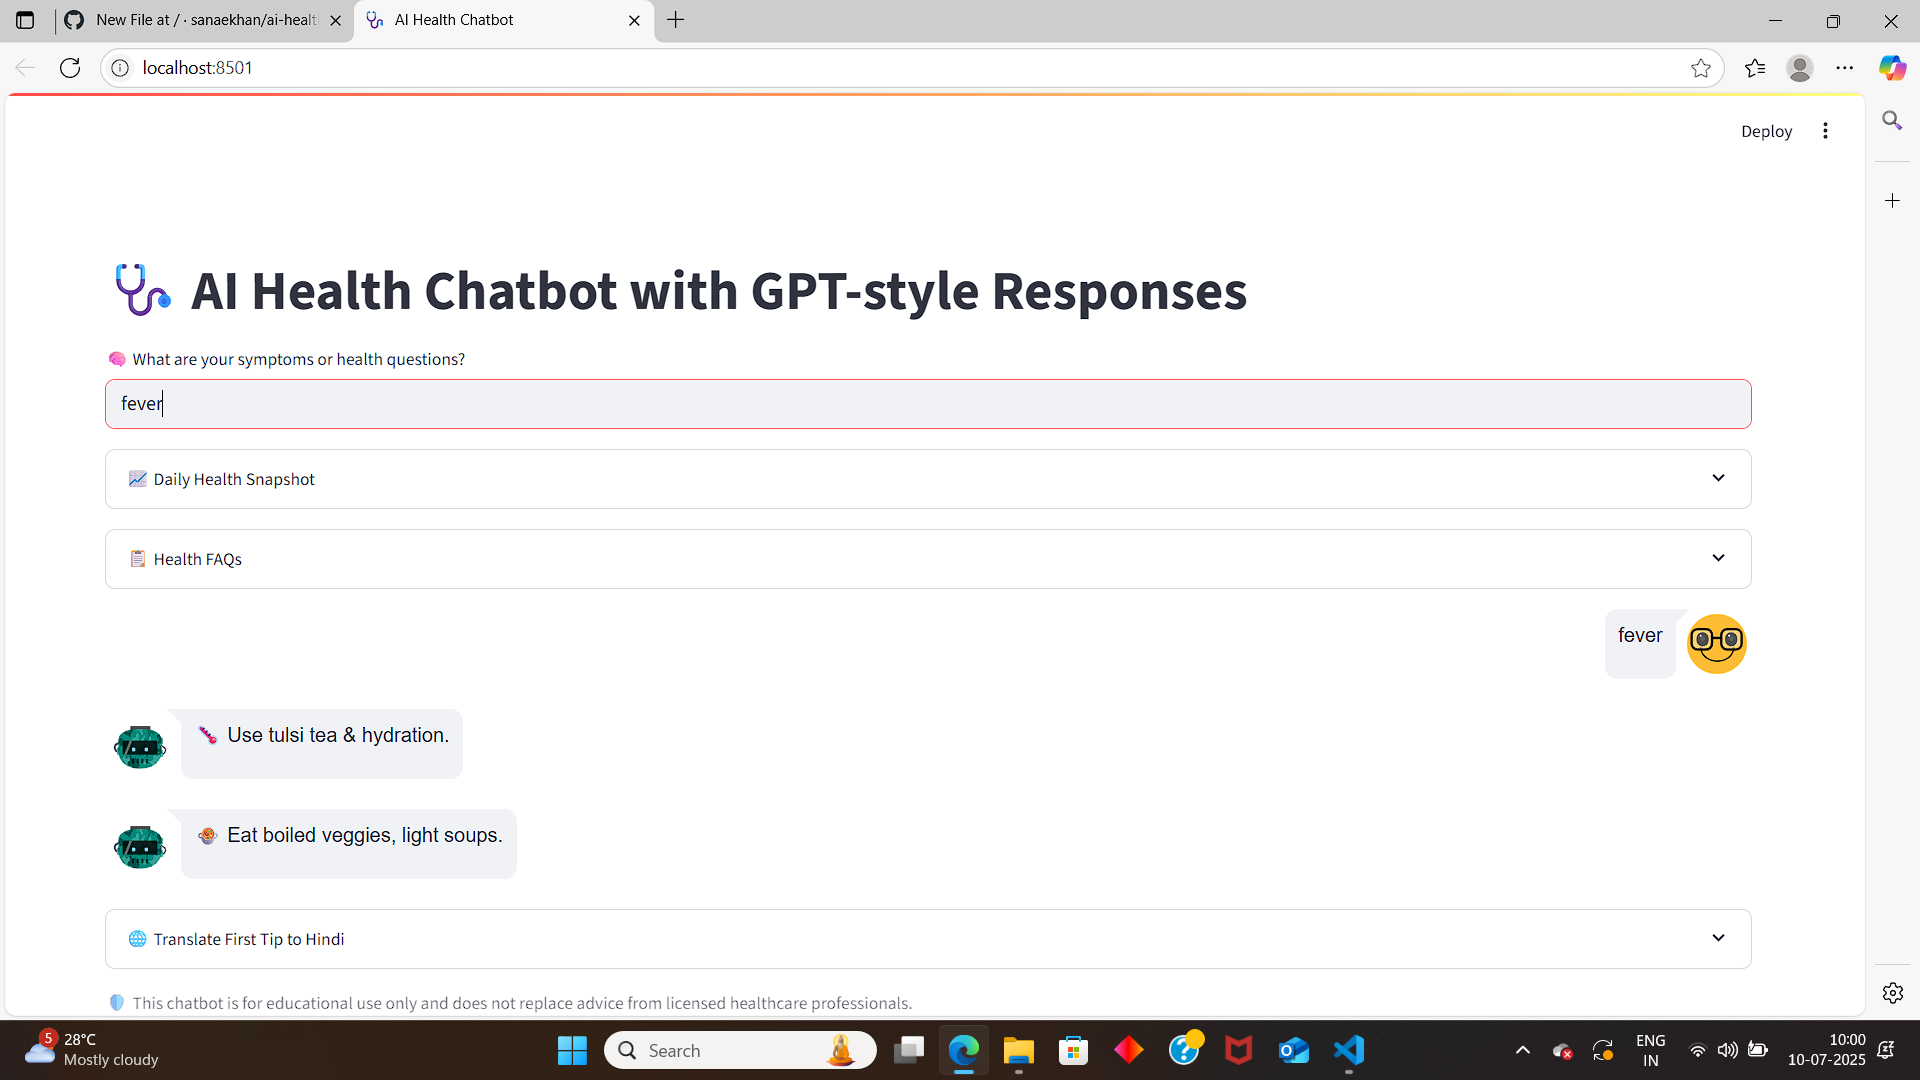 New File at / · sanaekhan/ai-healt
AI Health Chatbot
localhost:8501
Deploy
AI Health Chatbot with GPT-style Responses
What are your symptoms or health questions?
fever
Daily Health Snapshot
Health FAQs
fever
Use tulsi tea & hydration.
Eat boiled veggies, light soups.
Translate First Tip to Hindi
This chatbot is for educational use only and does not replace advice from licensed healthcare professionals.
5
28°C
Mostly cloudy
Search
ENG
IN
10:00
10-07-2025